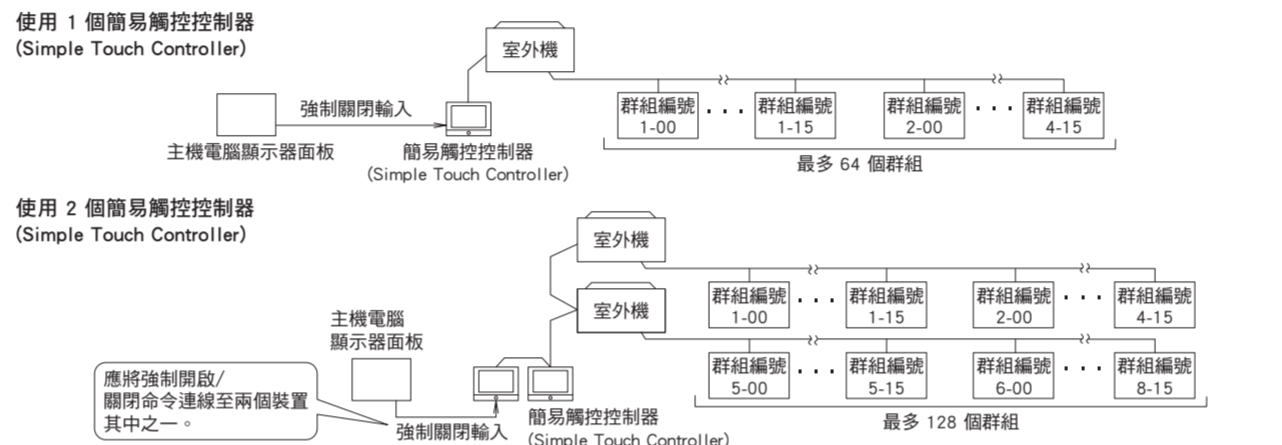 使用 1 個簡易觸控控制器
(Simple Touch Controller)
室外機
群組編號
1-00
· · ·
群組編號
1-15
群組編號
2-00
· · ·
群組編號
4-15
強制關閉輸入
主機電腦顯示器面板
簡易觸控控制器
(Simple Touch Controller)
最多 64 個群組
使用 2 個簡易觸控控制器
(Simple Touch Controller)
室外機
室外機
群組編號
1-00
· · ·
群組編號
1-15
群組編號
2-00
· · ·
群組編號
4-15
群組編號
5-00
· · ·
群組編號
5-15
群組編號
6-00
· · ·
群組編號
8-15
主機電腦
顯示器面板
應將強制開啟/
關閉命令連線至兩個裝置
其中之一。
強制關閉輸入
簡易觸控控制器
(Simple Touch Controller)
最多 128 個群組